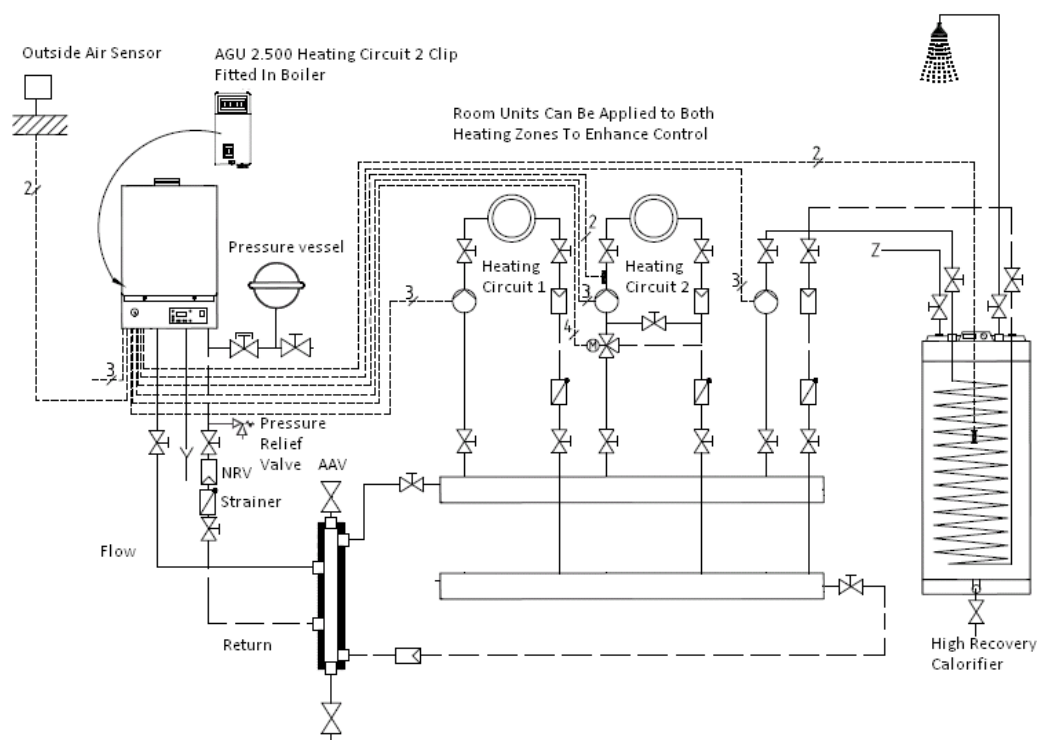 Outside Air Sensor
AGU 2.500 Heating Circuit 2 Clip
Fitted In Boiler
Room Units Can Be Applied to Both
Heating Zones To Enhance Control
2
2
2
Pressure vessel
Heating
Circuit 1
Heating
Circuit 2
Z
3
3
3
4
M
3
Pressure
Relief
Valve
AAV
NRV
Strainer
Flow
Return
High Recovery
Calorifier